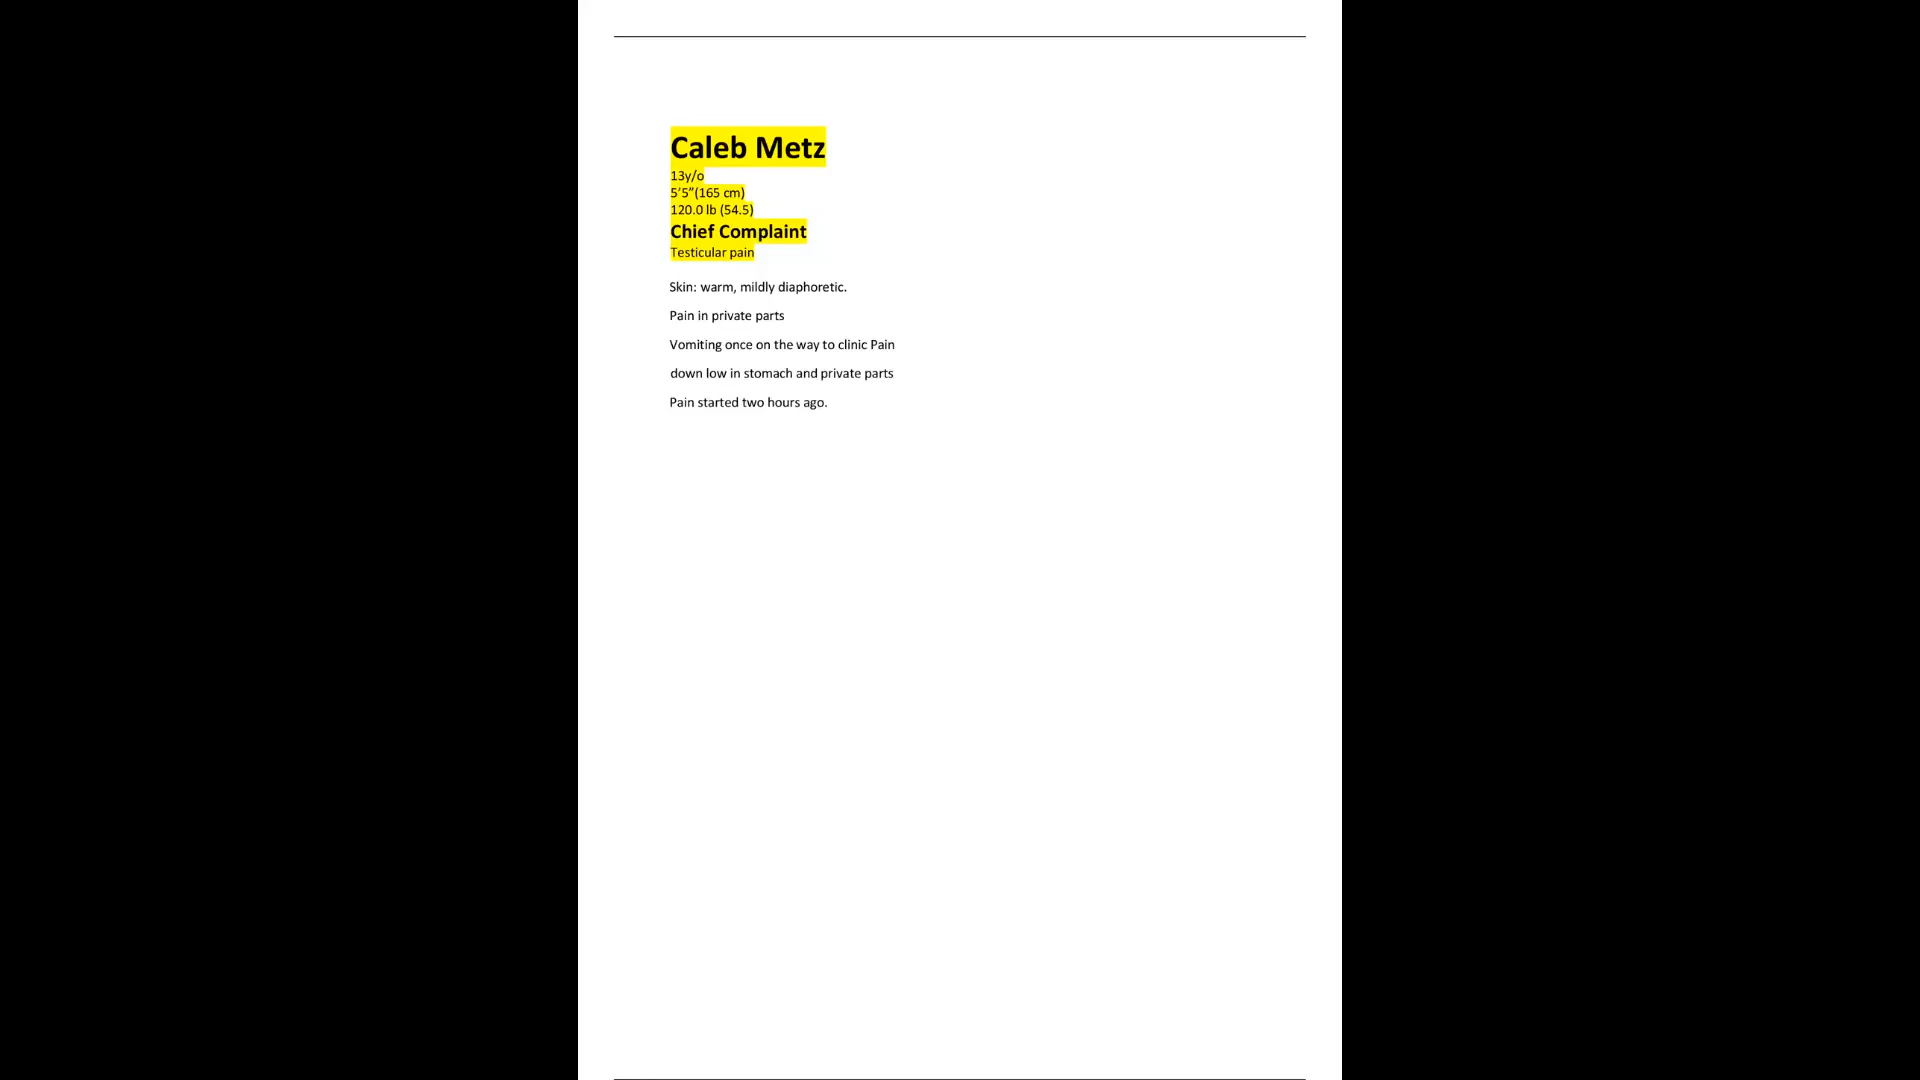 Caleb Metz
13y/o
5’5”(165 cm)
120.0 lb (54.5)
Chief Complaint
Testicular pain
Skin: warm, mildly diaphoretic.
Pain in private parts
Vomiting once on the way to clinic Pain
down low in stomach and private parts
Pain started two hours ago.